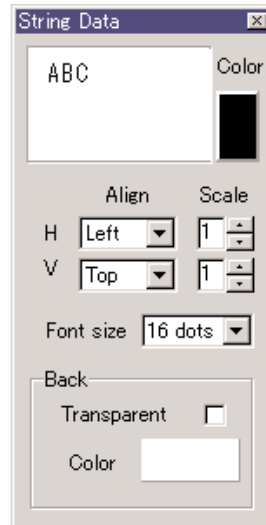 String Data
ABC
Color
Align Scale
H Left 1
V Top 1
Font size 16 dots
Back
Transparent
Color